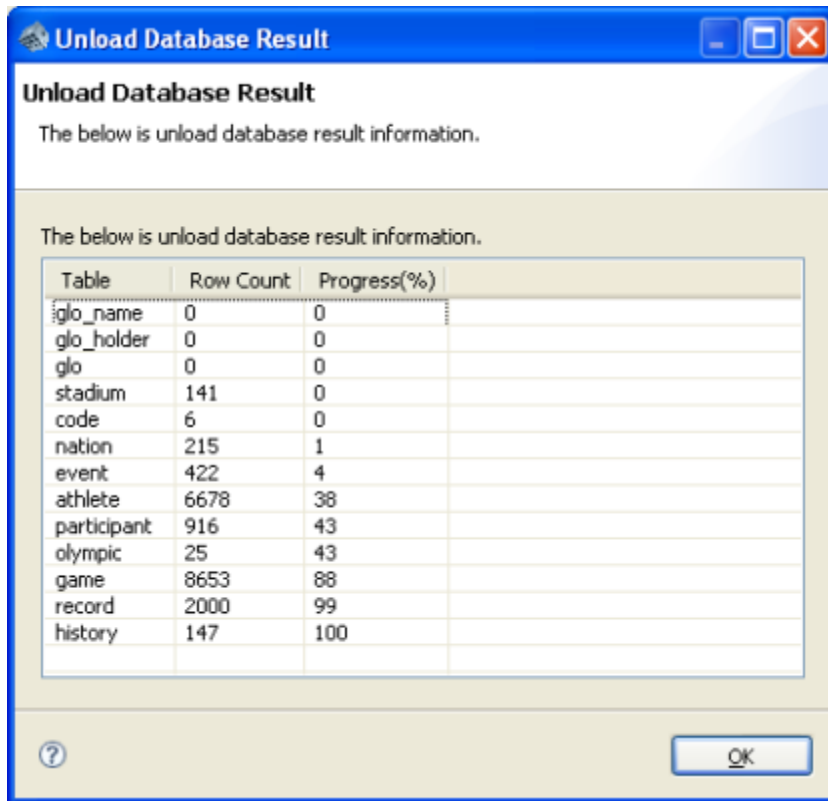 Unload Database Result
Unload Database Result
The below is unload database result information.
The below is unload database result information.
Table Row Count Progress(%)
glo_name 0 0
glo_holder 0 0
glo 0 0
stadium 141 0
code 6 0
nation 215 1
event 422 4
athlete 6678 38
participant 916 43
olympic 25 43
game 8653 88
record 2000 99
history 147 100
?
OK